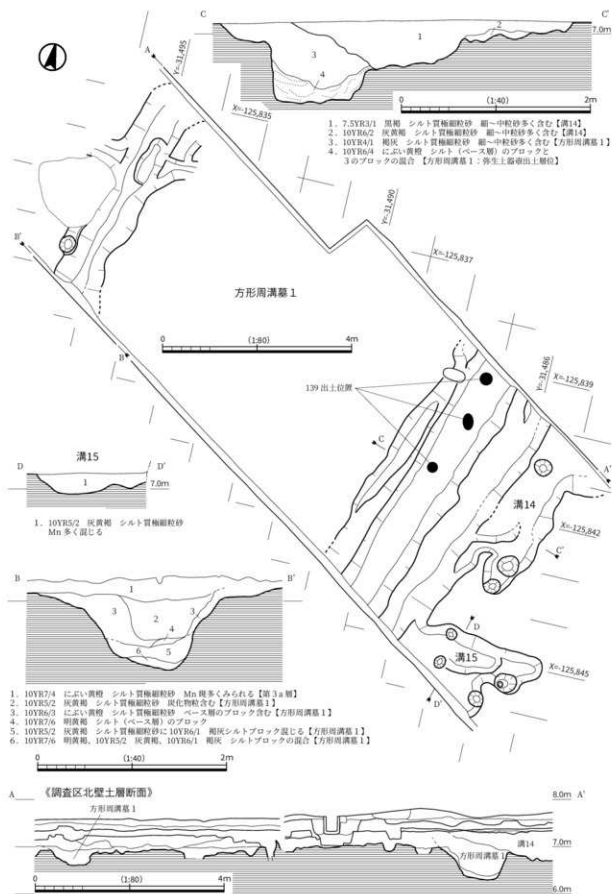 C
C'
2
7.0m
1
3
4
0 (1:40) 2m
1．7.5YR3/1 黒褐 シルト質極細粒砂 細～中粒砂多く含む【溝14】
2．10YR6/2 灰黄褐 シルト質極細粒砂 細～中粒砂多く含む【溝14】
3．10YR4/1 褐灰 シルト質極細粒砂 細～中粒砂多く含む【方形周溝墓1】
4．10YR6/4 にぶい黄橙 シルト（ベース層）のブロックと
3のブロックの混合 【方形周溝墓1：弥生土器壺出土層位】
A
Y=-31,495
X=-125,835
Y=-31,490
X=-125,837
B'
方形周溝墓1
0 (1:80) 4m
B
139 出土位置
Y=-31,486
X=-125,839
C
A'
溝14
X=-125,842
C'
溝15
D
D'
1
7.0m
1．10YR5/2 灰黄褐 シルト質極細粒砂
Mn 多く混じる
D
溝15
X=-125,845
D'
B
B'
1
3
2
3
4
6
5
1．10YR7/4 にぶい黄橙 シルト質極細粒砂 Mn 斑多くみられる【第3a層】
2．10YR5/2 灰黄褐 シルト質極細粒砂 炭化物粒含む【方形周溝墓1】
3．10YR6/3 にぶい黄橙 シルト質極細粒砂 ベース層のブロック含む【方形周溝墓1】
4．10YR7/6 明黄褐 シルト（ベース層）のブロック
5．10YR5/2 灰黄褐 シルト質極細粒砂に10YR6/1 褐灰シルトブロック混じる【方形周溝墓1】
6．10YR7/6 明黄褐、10YR5/2 灰黄褐、10YR6/1 褐灰 シルトブロックの混合【方形周溝墓1】
0 (1:40) 2m
A 《調査区北壁土層断面》
8.0m A'
方形周溝墓1
溝14
7.0m
方形周溝墓1
0 (1:80) 4m
6.0m